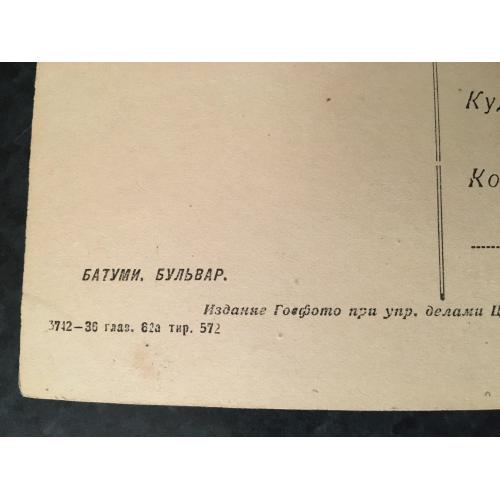 Ку
Ко
БАТУМИ. БУЛЬВАР.
Издание Госфото при упр. делами Ц
3742–36 глав. 62а тир. 572